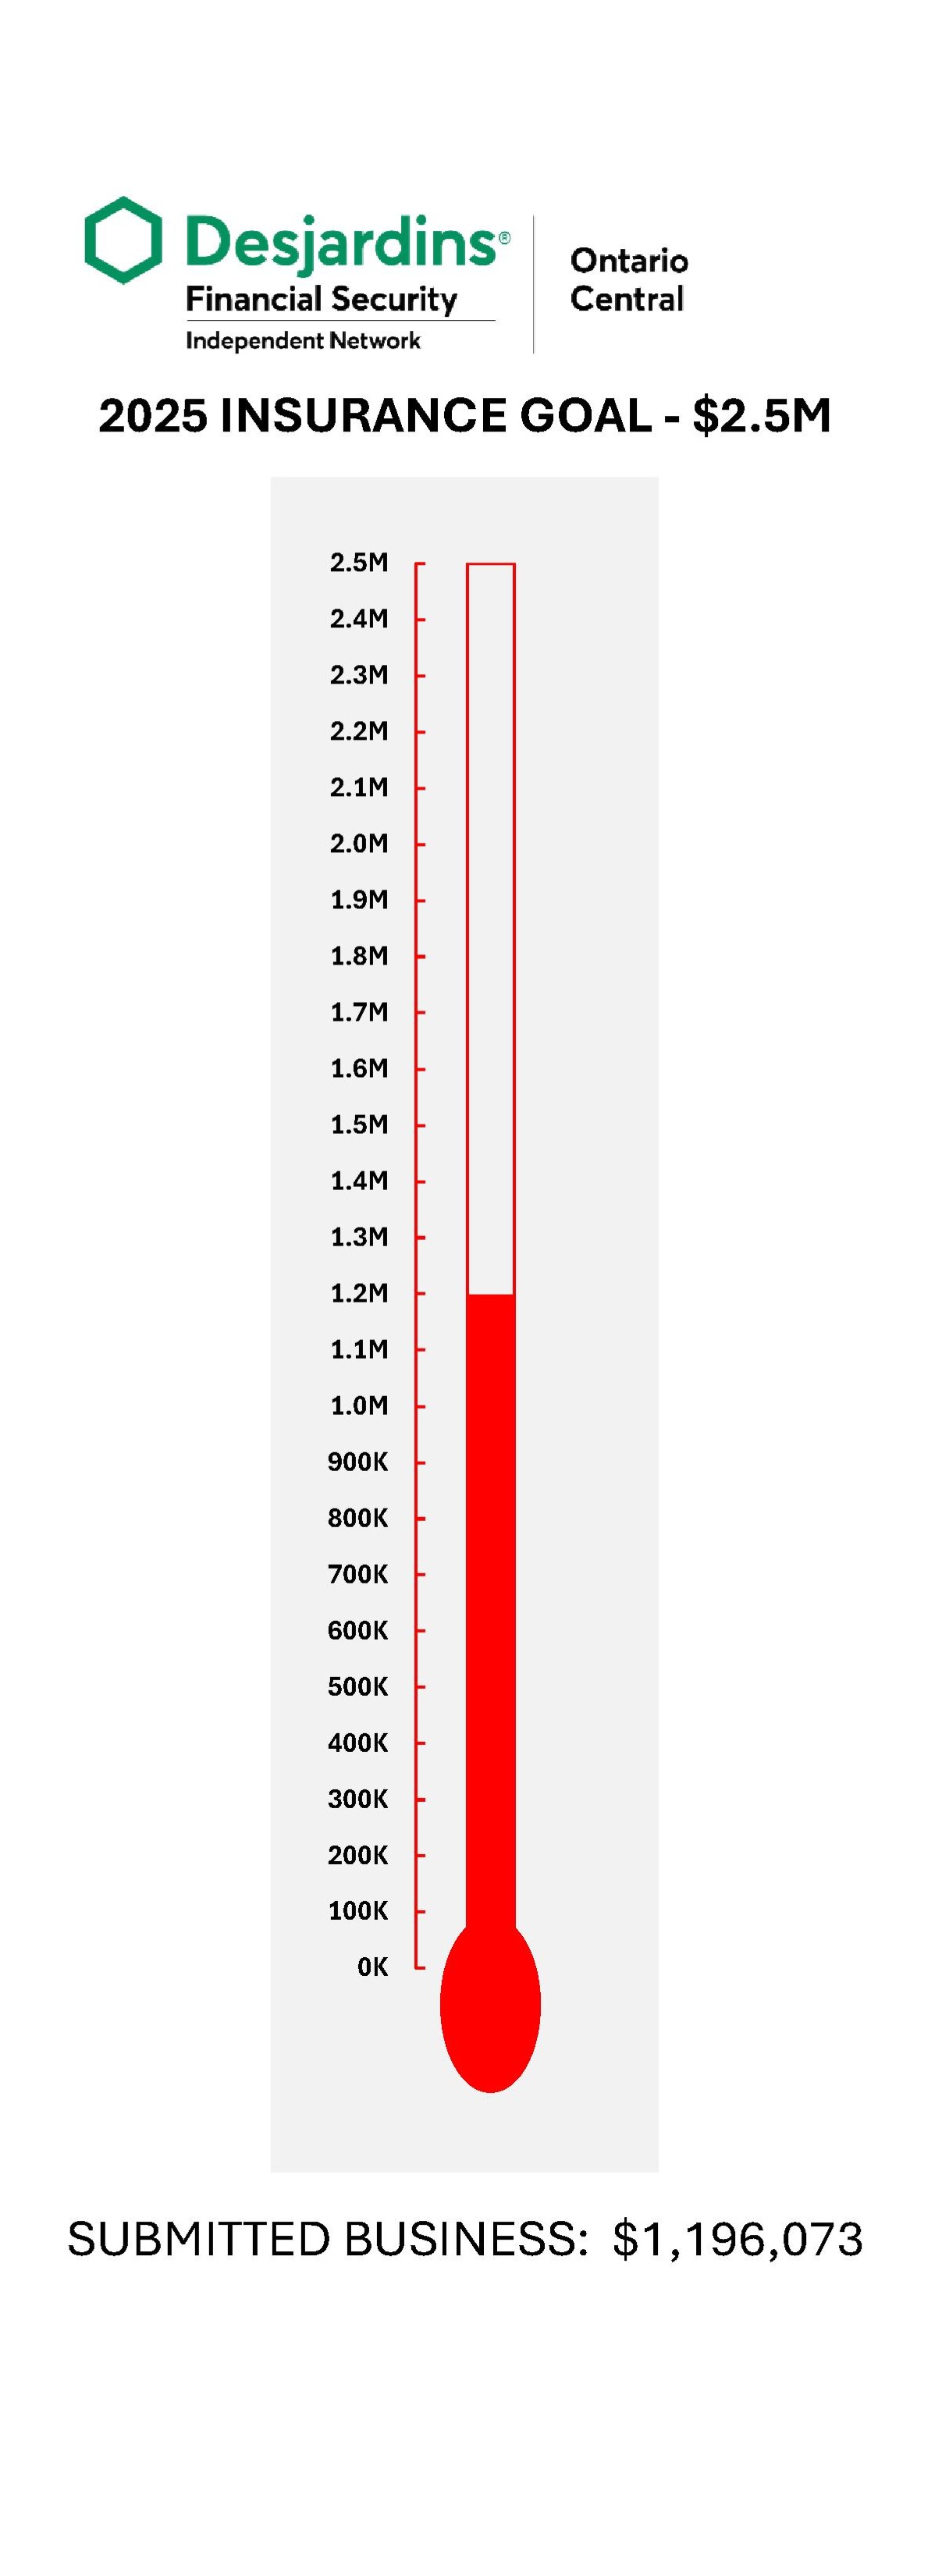 Desjardins®
Financial Security
Independent Network
Ontario
Central
2025 INSURANCE GOAL - $2.5M
2.5M
2.4M
2.3M
2.2M
2.1M
2.0M
1.9M
1.8M
1.7M
1.6M
1.5M
1.4M
1.3M
1.2M
1.1M
1.0M
900K
800K
700K
600K
500K
400K
300K
200K
100K
0K
SUBMITTED BUSINESS: $1,196,073